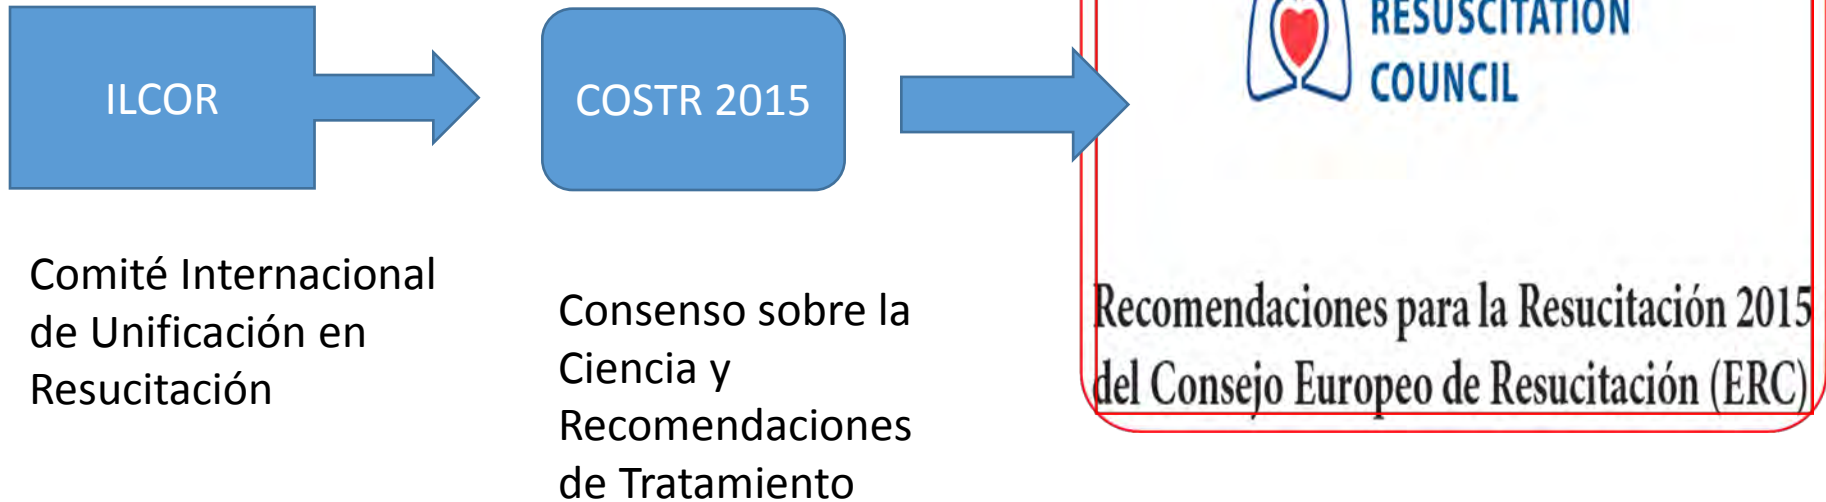 ILCOR
COSTR 2015
RESUSCITATION
COUNCIL
Comité Internacional
de Unificación en
Resucitación
Consenso sobre la
Ciencia y
Recomendaciones
de Tratamiento
Recomendaciones para la Resucitación 2015
del Consejo Europeo de Resucitación (ERC)